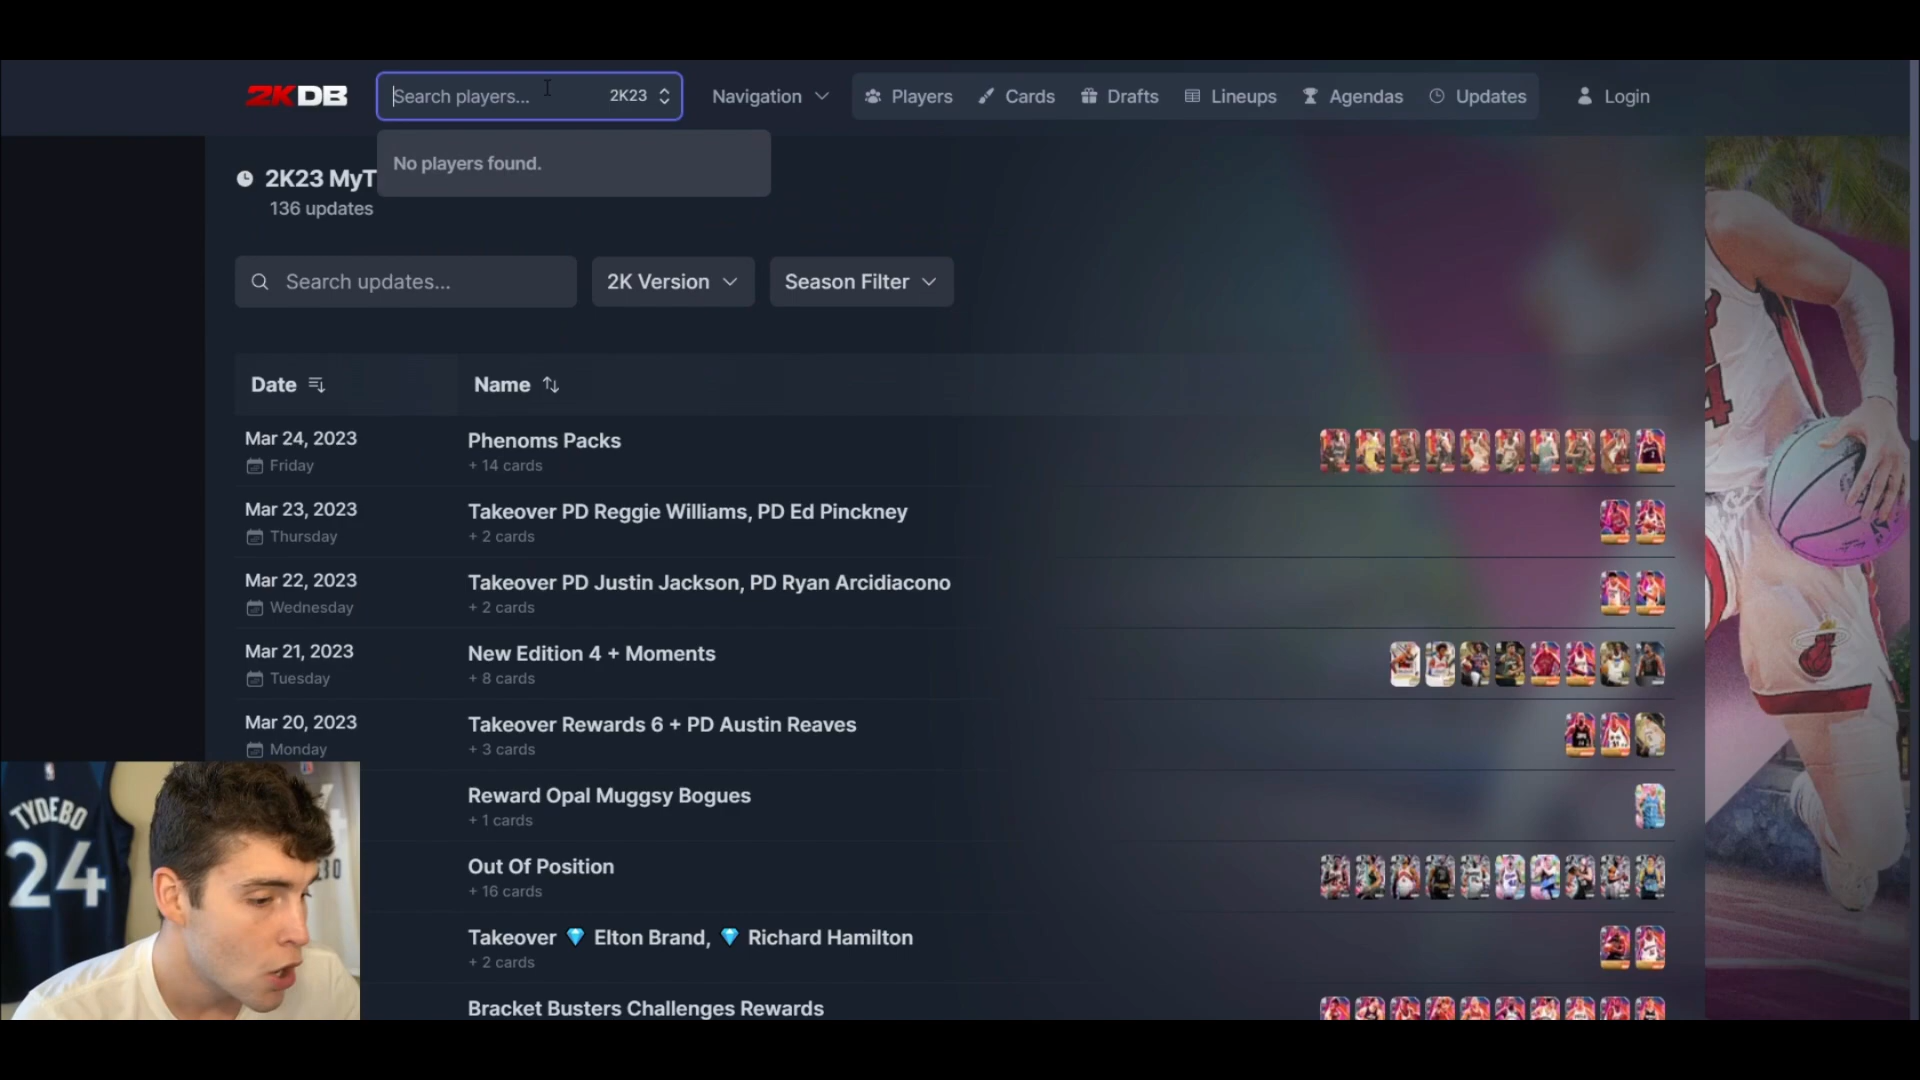 2KDB
Search players...
2K23
Navigation
Players
Cards
Drafts
Lineups
Agendas
Updates
Login
No players found.
2K23 MyT
136 updates
Search updates...
2K Version
Season Filter
Date
Name
Mar 24, 2023
Friday
Phenoms Packs
+ 14 cards
Mar 23, 2023
Thursday
Takeover PD Reggie Williams, PD Ed Pinckney
+ 2 cards
Mar 22, 2023
Wednesday
Takeover PD Justin Jackson, PD Ryan Arcidiacono
+ 2 cards
Mar 21, 2023
Tuesday
New Edition 4 + Moments
+ 8 cards
Mar 20, 2023
Monday
Takeover Rewards 6 + PD Austin Reaves
+ 3 cards
Reward Opal Muggsy Bogues
+ 1 cards
Out Of Position
+ 16 cards
Takeover 💎 Elton Brand, 💎 Richard Hamilton
+ 2 cards
Bracket Busters Challenges Rewards
TYDEBO
24